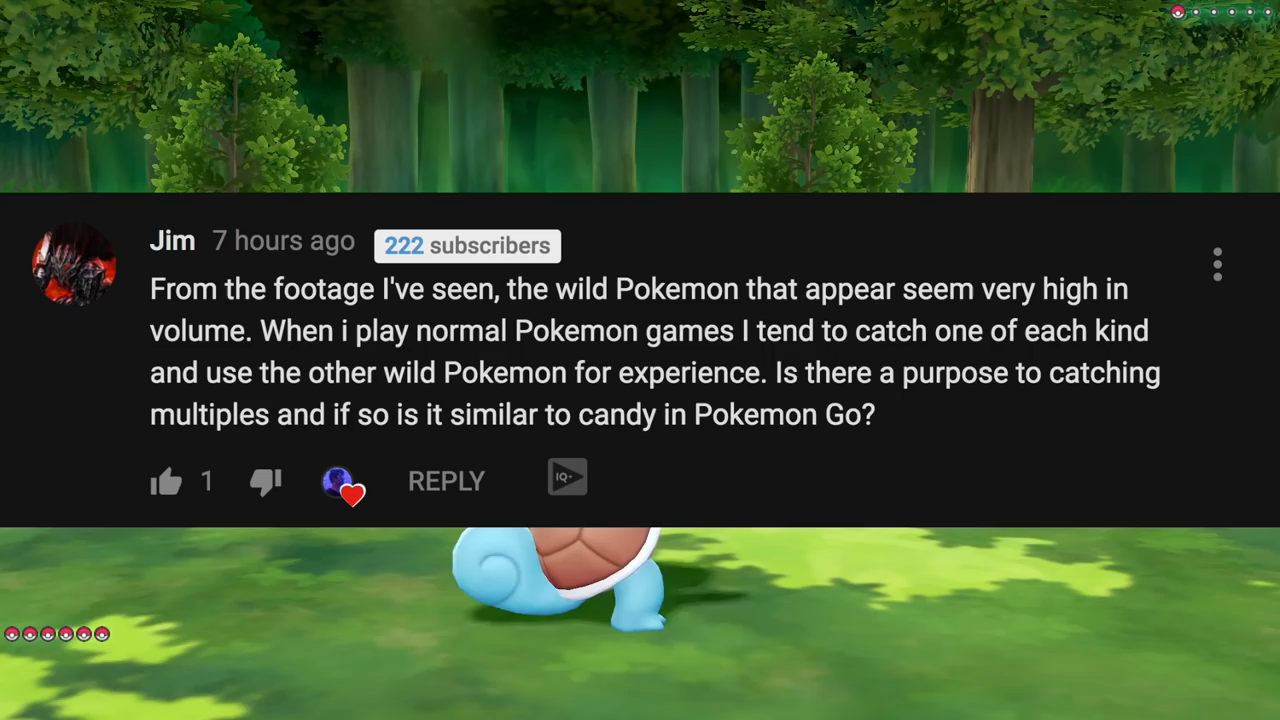 Jim 7 hours ago 222 subscribers
From the footage I've seen, the wild Pokemon that appear seem very high in
volume. When i play normal Pokemon games I tend to catch one of each kind
and use the other wild Pokemon for experience. Is there a purpose to catching
multiples and if so is it similar to candy in Pokemon Go?
1 REPLY IQ+